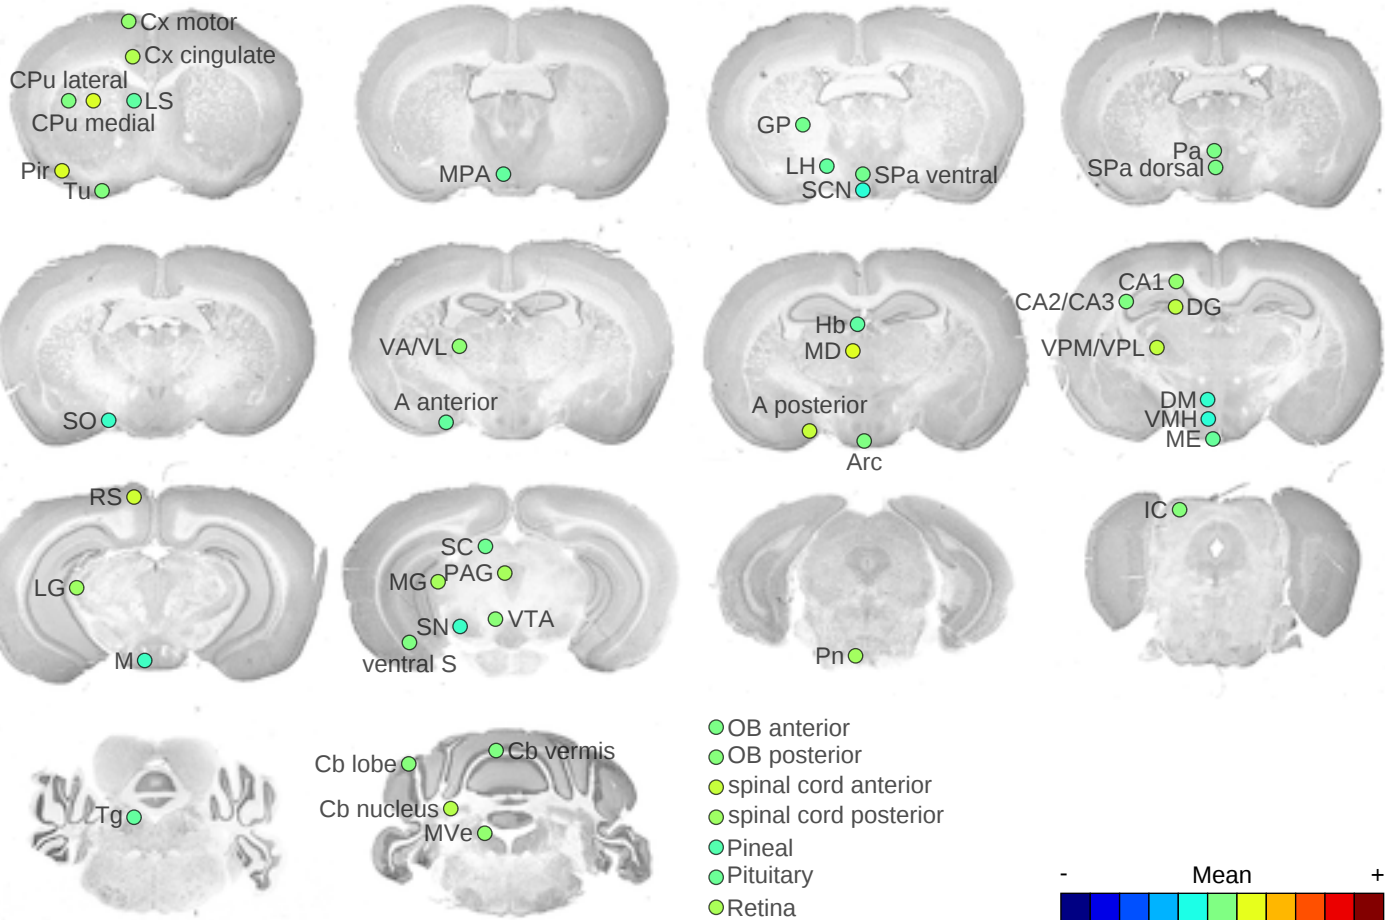 Cx motor
Cx cingulate
CPu lateral
LS
CPu medial
Pir
Tu
MPA
GP
LH
SPa ventral
SCN
Pa
SPa dorsal
SO
VA/VL
A anterior
Hb
MD
A posterior
Arc
CA1
CA2/CA3
DG
VPM/VPL
DM
VMH
ME
RS
LG
M
SC
MG
PAG
SN
VTA
ventral S
Pn
IC
Tg
Cb lobe
Cb vermis
Cb nucleus
MVe
OB anterior
OB posterior
spinal cord anterior
spinal cord posterior
Pineal
Pituitary
Retina
- Mean +